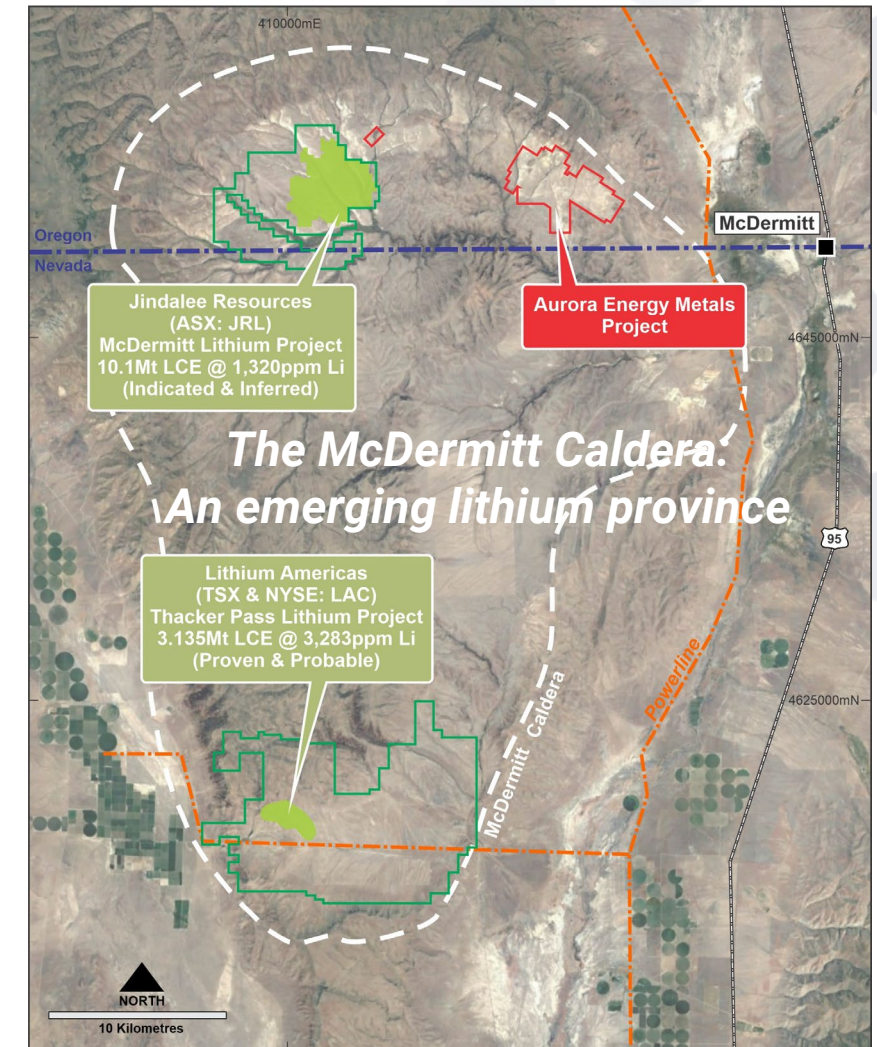 410000mE
Oregon
Nevada
McDermitt
Jindalee Resources
(ASX: JRL)
McDermitt Lithium Project
10.1Mt LCE @ 1,320ppm Li
(Indicated & Inferred)
Aurora Energy Metals
Project
4645000mN
The McDermitt Caldera:
An emerging lithium province
95
Lithium Americas
(TSX & NYSE: LAC)
Thacker Pass Lithium Project
3.135Mt LCE @ 3,283ppm Li
(Proven & Probable)
Powerline
4625000mN
McDermitt Caldera
NORTH
10 Kilometres